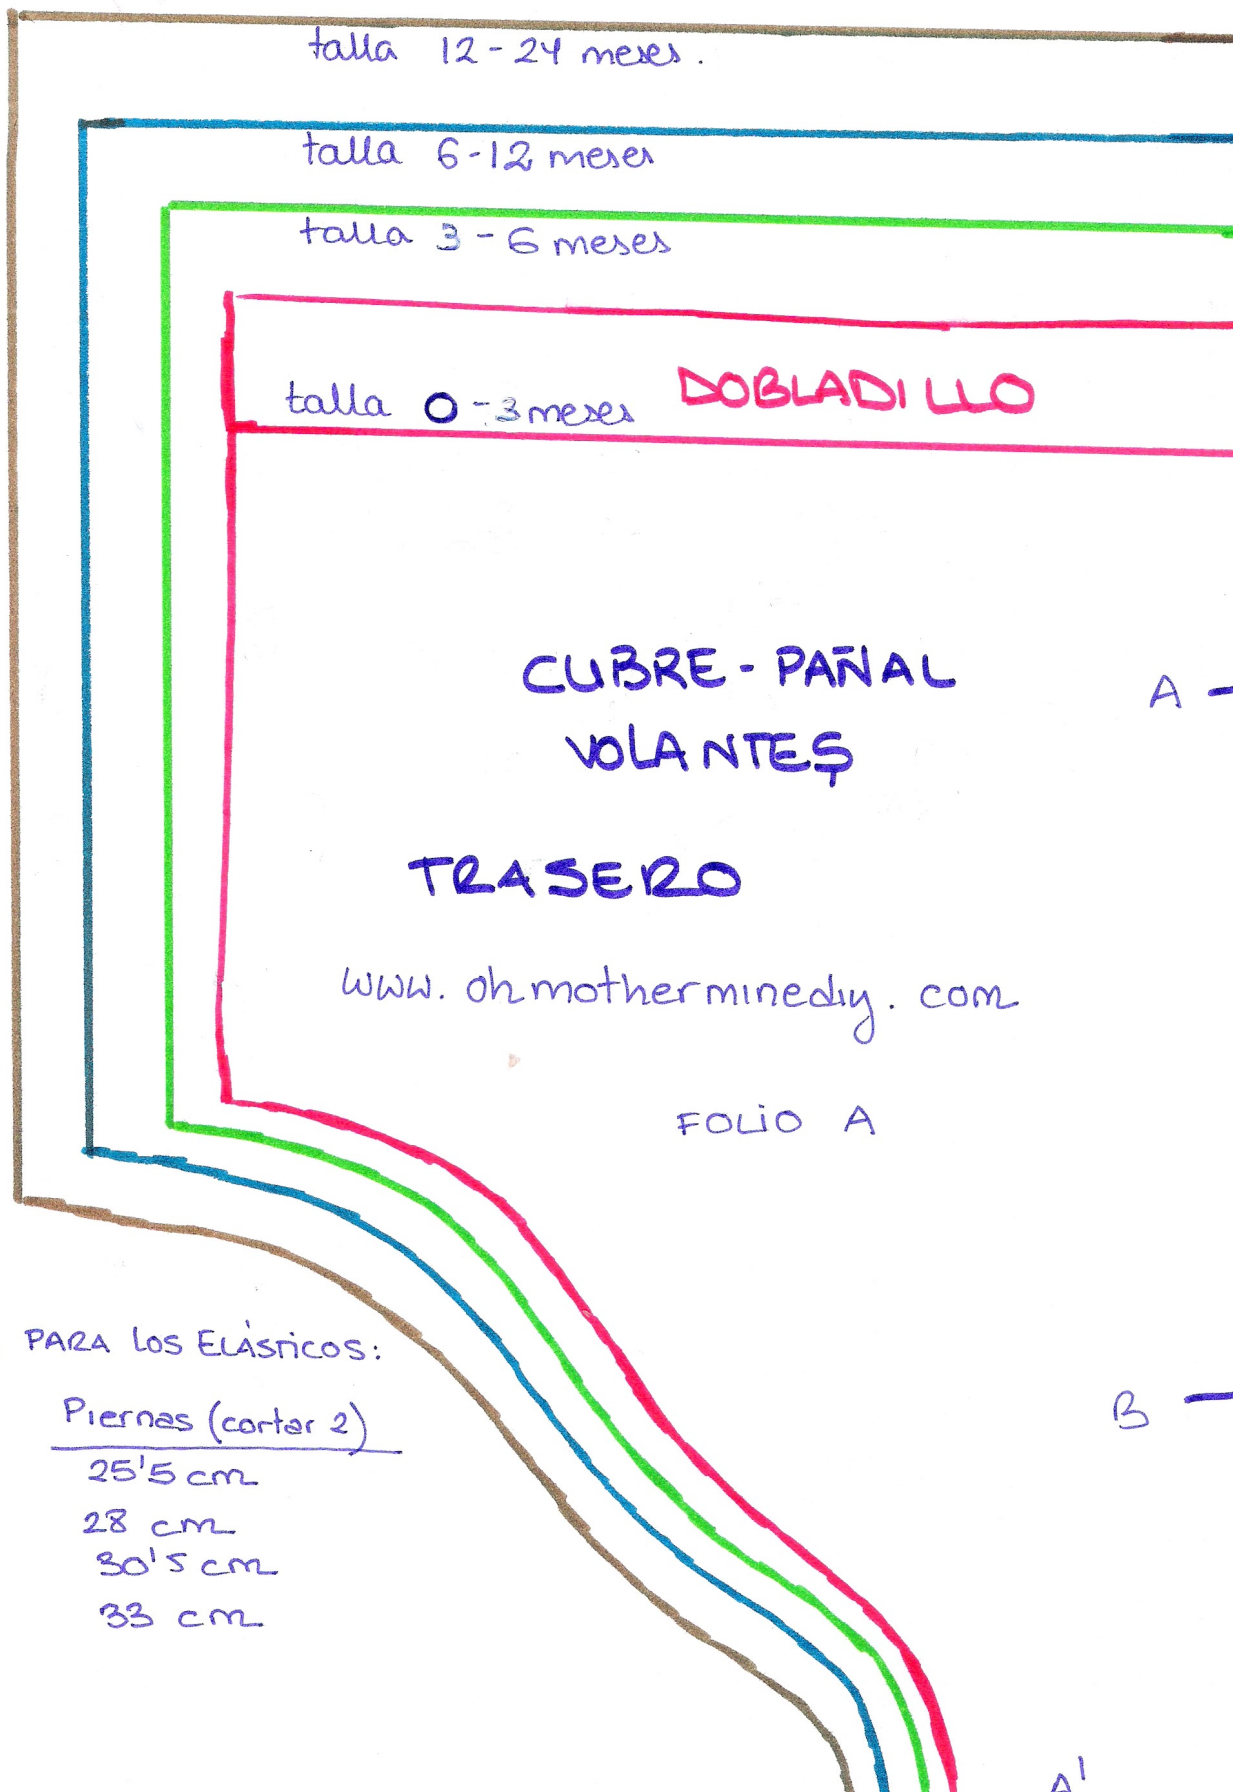 talla 12-24 meses.
talla 6-12 meses
talla 3-6 meses
talla 0-3 meses DOBLADILLO
CUBRE-PAÑAL
VOLANTES
A -
TRASERO
www.ohmotherminediy.com
FOLIO A
PARA LOS ELÁSTICOS:
Piernas (cortar 2)
25'5 cm
28 cm
30'5 cm
33 cm
B -
A'